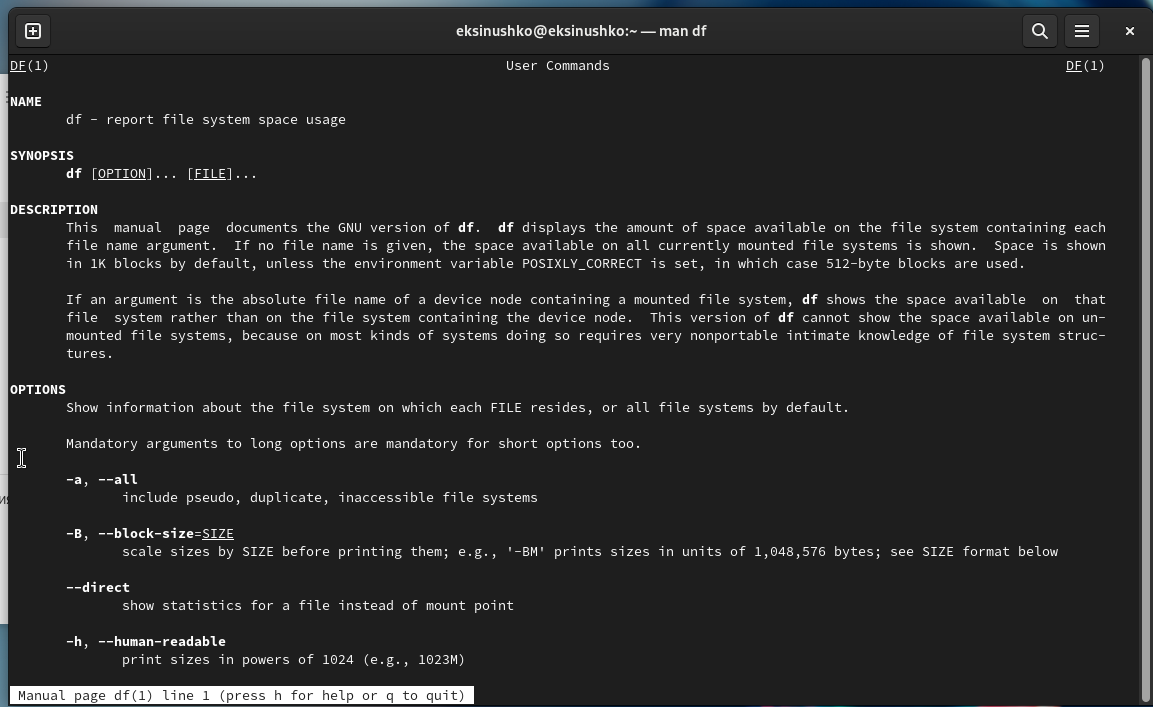 eksinushko@eksinushko:~ — man df
DF(1) User Commands DF(1)
NAME
df - report file system space usage
SYNOPSIS
df [OPTION]... [FILE]...
DESCRIPTION
This manual page documents the GNU version of df. df displays the amount of space available on the file system containing each
file name argument. If no file name is given, the space available on all currently mounted file systems is shown. Space is shown
in 1K blocks by default, unless the environment variable POSIXLY_CORRECT is set, in which case 512-byte blocks are used.
If an argument is the absolute file name of a device node containing a mounted file system, df shows the space available on that
file system rather than on the file system containing the device node. This version of df cannot show the space available on un-
mounted file systems, because on most kinds of systems doing so requires very nonportable intimate knowledge of file system struc-
tures.
OPTIONS
Show information about the file system on which each FILE resides, or all file systems by default.
Mandatory arguments to long options are mandatory for short options too.
-a, --all
include pseudo, duplicate, inaccessible file systems
-B, --block-size=SIZE
scale sizes by SIZE before printing them; e.g., '-BM' prints sizes in units of 1,048,576 bytes; see SIZE format below
--direct
show statistics for a file instead of mount point
-h, --human-readable
print sizes in powers of 1024 (e.g., 1023M)
Manual page df(1) line 1 (press h for help or q to quit)